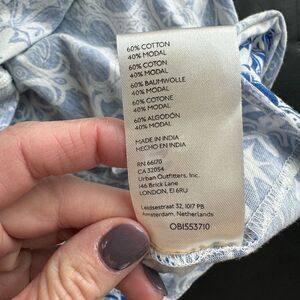 60% COTTON
40% MODAL
60% COTON
40% MODAL
60% BAUMWOLLE
40% MODAL
60% COTONE
40% MODAL
60% ALGODÓN
40% MODAL
MADE IN INDIA
HECHO EN INDIA
RN 66170
CA 32054
Urban Outfitters, Inc.
146 Brick Lane
LONDON, E1 6RU
Leidsestraat 32, 1017 PB
Amsterdam, Netherlands
OB1553710